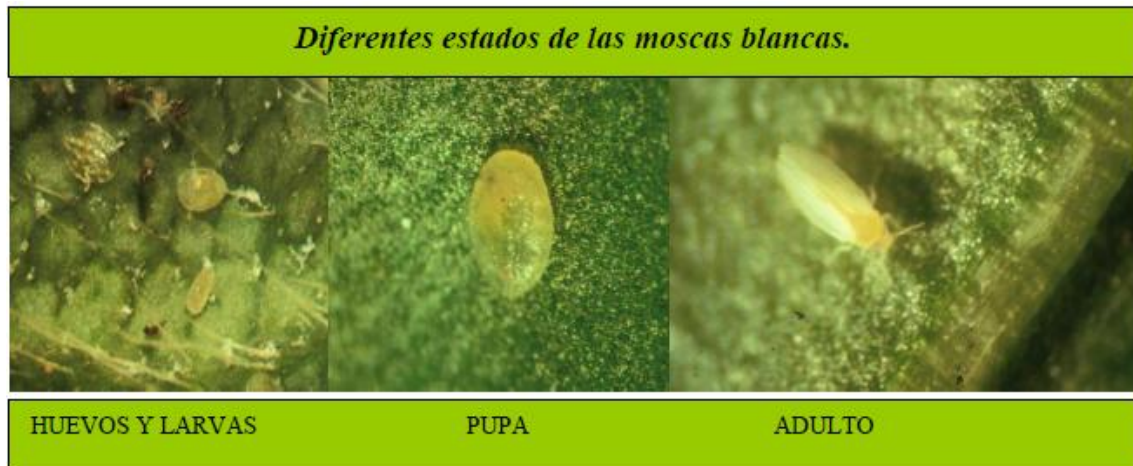 Diferentes estados de las moscas blancas.
HUEVOS Y LARVAS PUPA ADULTO